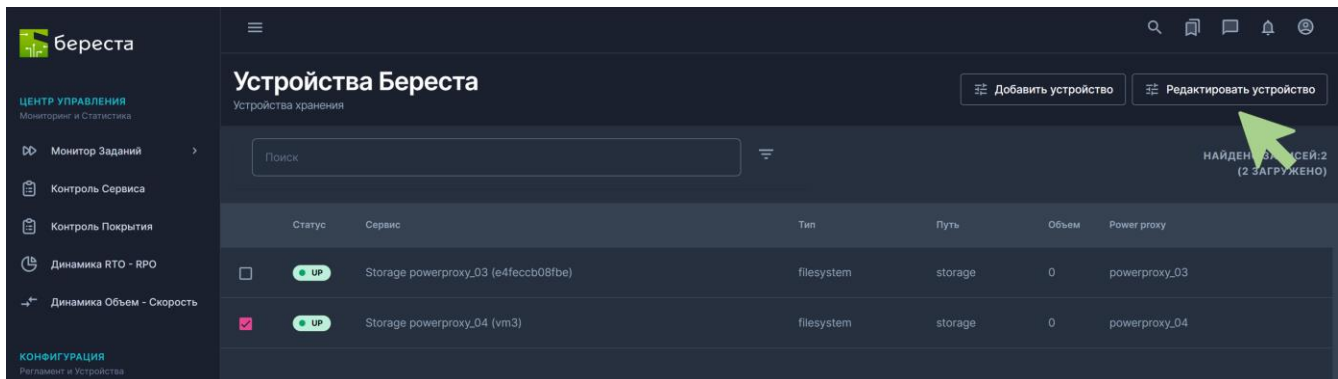 береста
ЦЕНТР УПРАВЛЕНИЯ
Мониторинг и Статистика
Монитор Заданий
Контроль Сервиса
Контроль Покрытия
Динамика RTO - RPO
Динамика Объем - Скорость
КОНФИГУРАЦИЯ
Регламент и Устройства
Устройства Береста
Устройства хранения
Добавить устройство
Редактировать устройство
Поиск
:2
(2 ЗАГРУЖЕНО)
Статус Сервис Тип Путь Объем Power proxy
UP Storage powerproxy_03 (e4feccb08fbe) filesystem storage 0 powerproxy_03
UP Storage powerproxy_04 (vm3) filesystem storage 0 powerproxy_04